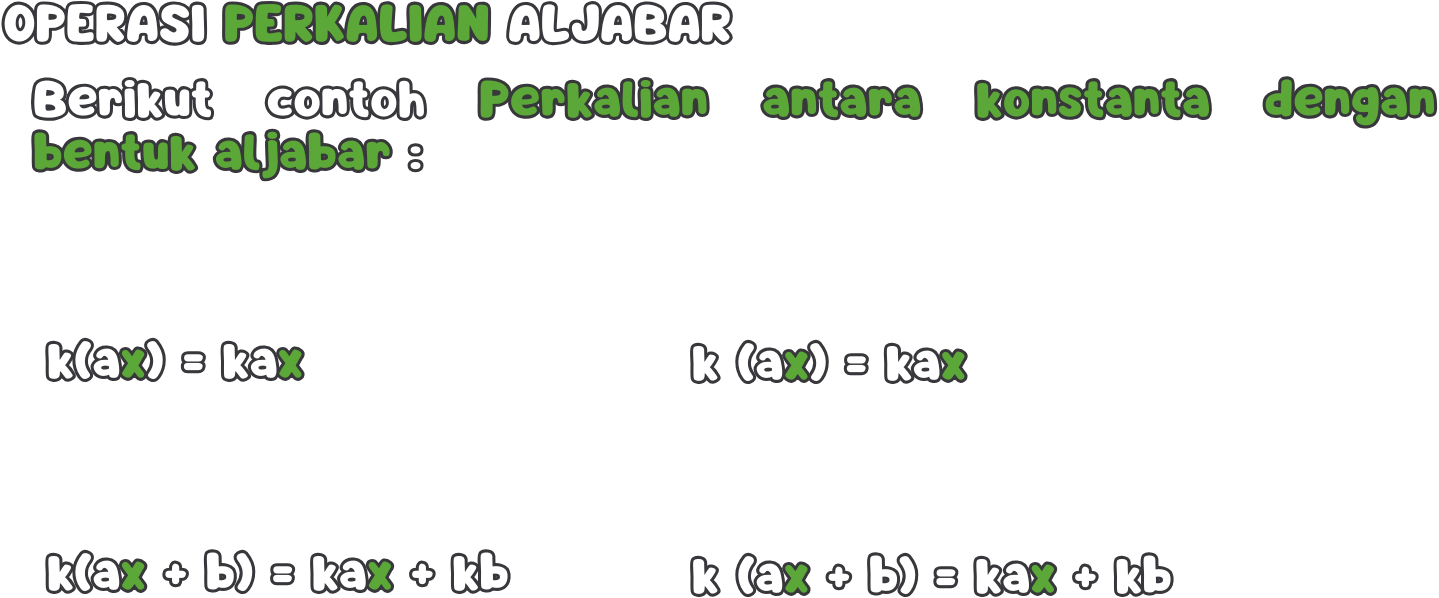 OPERASI PERKALIAN ALJABAR
Berikut contoh Perkalian antara konstanta dengan
bentuk aljabar :
k(ax) = kax
k (ax) = kax
k(ax + b) = kax + kb
k (ax + b) = kax + kb